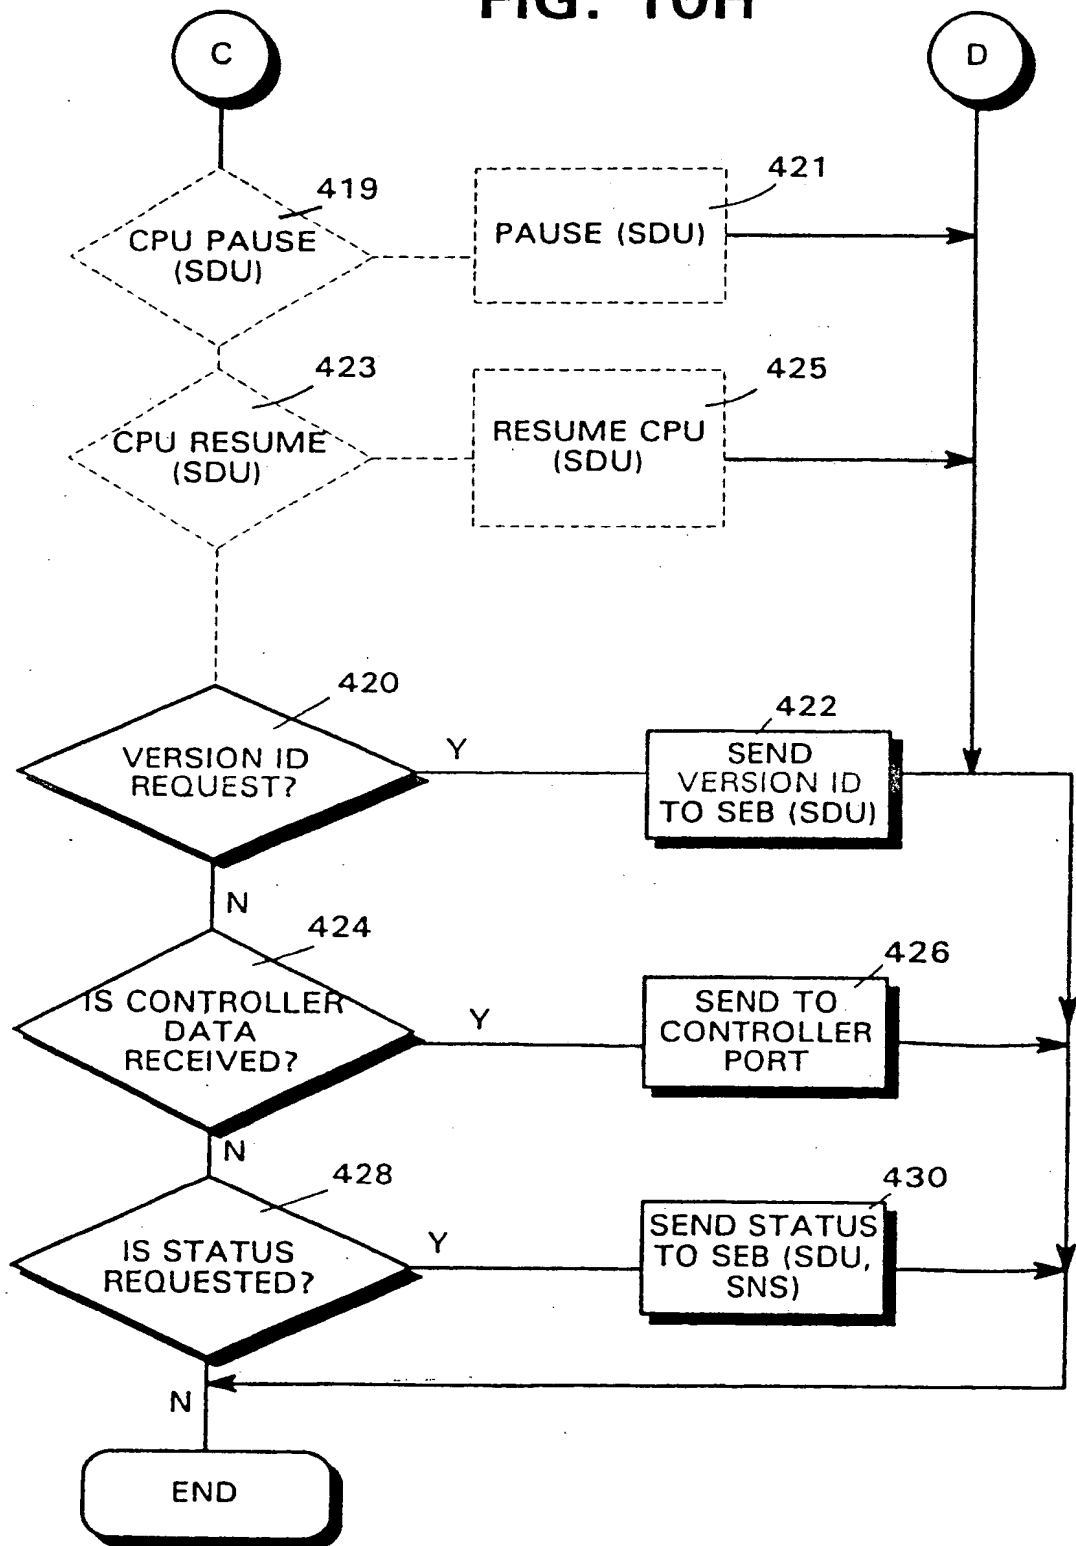 FIG. 10H
C
D
419
CPU PAUSE
(SDU)
421
PAUSE (SDU)
423
CPU RESUME
(SDU)
425
RESUME CPU
(SDU)
420
VERSION ID
REQUEST?
Y
422
SEND
VERSION ID
TO SEB (SDU)
N
424
IS CONTROLLER
DATA
RECEIVED?
Y
426
SEND TO
CONTROLLER
PORT
N
428
IS STATUS
REQUESTED?
Y
430
SEND STATUS
TO SEB (SDU,
SNS)
N
END